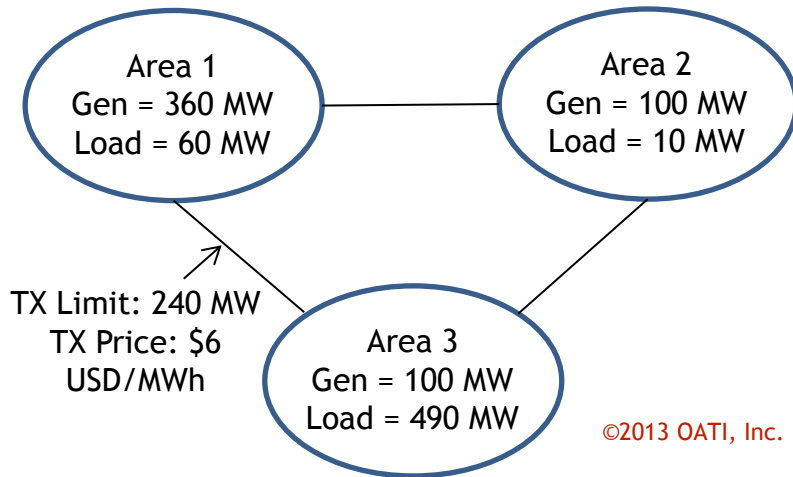 Area 1
Gen = 360 MW
Load = 60 MW
Area 2
Gen = 100 MW
Load = 10 MW
TX Limit: 240 MW
TX Price: $6
USD/MWh
Area 3
Gen = 100 MW
Load = 490 MW
©2013 OATI, Inc.